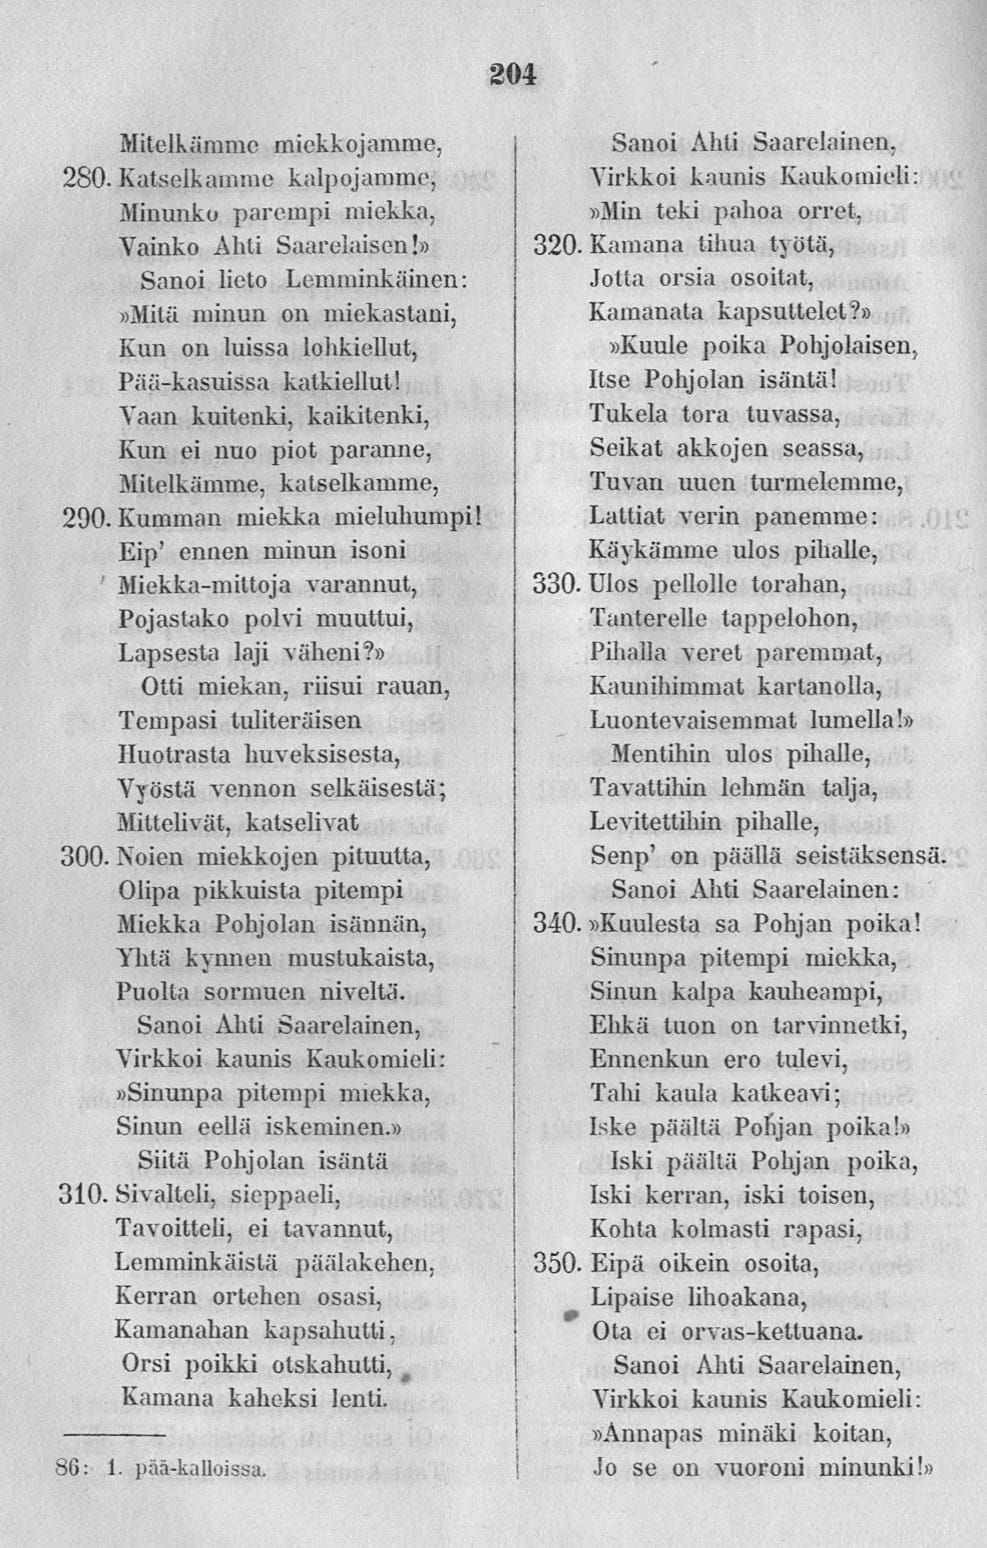 204
Mitelkämme miekkojamme,
280. Katselkamme kalpojamme,
Minunko parempi miekka,
Vainko Ahti Saarelaisen!»
Sanoi lieto Lemminkäinen:
»Mitä minun on miekastani,
Kun on luissa lohkiellut,
Pää-kasuissa katkiellut!
Vaan kuitenki, kaikitenki,
Kun ei nuo piot paranne,
Mitelkämme, katselkamme,
290. Kumman miekka mieluhumpi!
Eip' ennen minun isoni
Miekka-mittoja varannut,
Pojastako polvi muuttui,
Lapsesta laji väheni?»
Otti miekan, riisui rauan,
Tempasi tuliteräisen
Huotrasta huveksisesta,
Vyöstä vennon selkäisestä;
Mittelivät, katselivat
300. Noien miekkojen pituutta,
Olipa pikkuista pitempi
Miekka Pohjolan isännän,
Yhtä kynnen mustukaista,
Puolta sormuen niveltä.
Sanoi Ahti Saarelainen,
Virkkoi kaunis Kaukomieli:
»Sinunpa pitempi miekka,
Sinun eellä iskeminen.»
Siitä Pohjolan isäntä
310. Sivalteli, sieppaeli,
Tavoitteli, ei tavannut,
Lemminkäistä päälakehen,
Kerran ortehen osasi,
Kamanahan kapsahutti,
Orsi poikki otskahutti,
Kamana kaheksi lenti.
86: 1. pää-kalloissa.
Sanoi Ahti Saarelainen,
Virkkoi kaunis Kaukomieli:
»Min teki pahoa orret,
320. Kamana tihua työtä,
Jotta orsia osoitat,
Kamanata kapsuttelet?»
»Kuule poika Pohjolaisen,
Itse Pohjolan isäntä!
Tukela tora tuvassa,
Seikat akkojen seassa,
Tuvan uuen turmelemme,
Lattiat verin panemme:
Käykämme ulos pihalle,
330. Ulos pellolle torahan,
Tanterelle tappelohon,
Pihalla veret paremmat,
Kaunihimmat kartanolla,
Luontevaisemmat lumella!»
Mentihin ulos pihalle,
Tavattihin lehmän talja,
Levitettihin pihalle,
Senp' on päällä seistäksensä.
Sanoi Ahti Saarelainen:
340. »Kuulesta sa Pohjan poika!
Sinunpa pitempi miekka,
Sinun kalpa kauheampi,
Ehkä tuon on tarvinnetki,
Ennenkun ero tulevi,
Tahi kaula katkeavi;
Iske päältä Pohjan poika!»
Iski päältä Pohjan poika,
Iski kerran, iski toisen,
Kohta kolmasti rapasi,
350. Eipä oikein osoita,
Lipaise lihoakana,
Ota ei orvas-kettuana.
Sanoi Ahti Saarelainen,
Virkkoi kaunis Kaukomieli:
»Annapas minäki koitan,
Jo se on vuoroni minunki!»